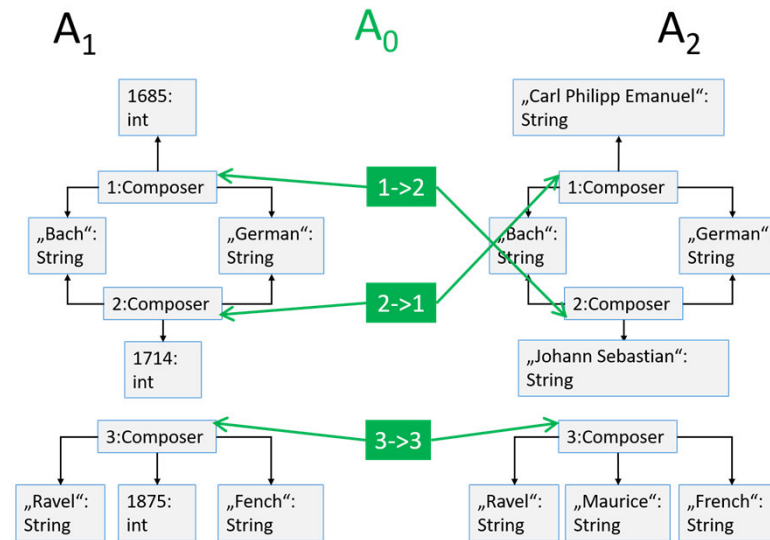 A₁
A₀
A₂
1685:
int
„Carl Philipp Emanuel“:
String
1:Composer
1->2
1:Composer
„Bach“:
String
„German“:
String
„Bach“:
String
„German“:
String
2:Composer
2->1
2:Composer
1714:
int
„Johann Sebastian“:
String
3:Composer
3->3
3:Composer
„Ravel“:
String
1875:
int
„Fench“:
String
„Ravel“:
String
„Maurice“:
String
„French“:
String